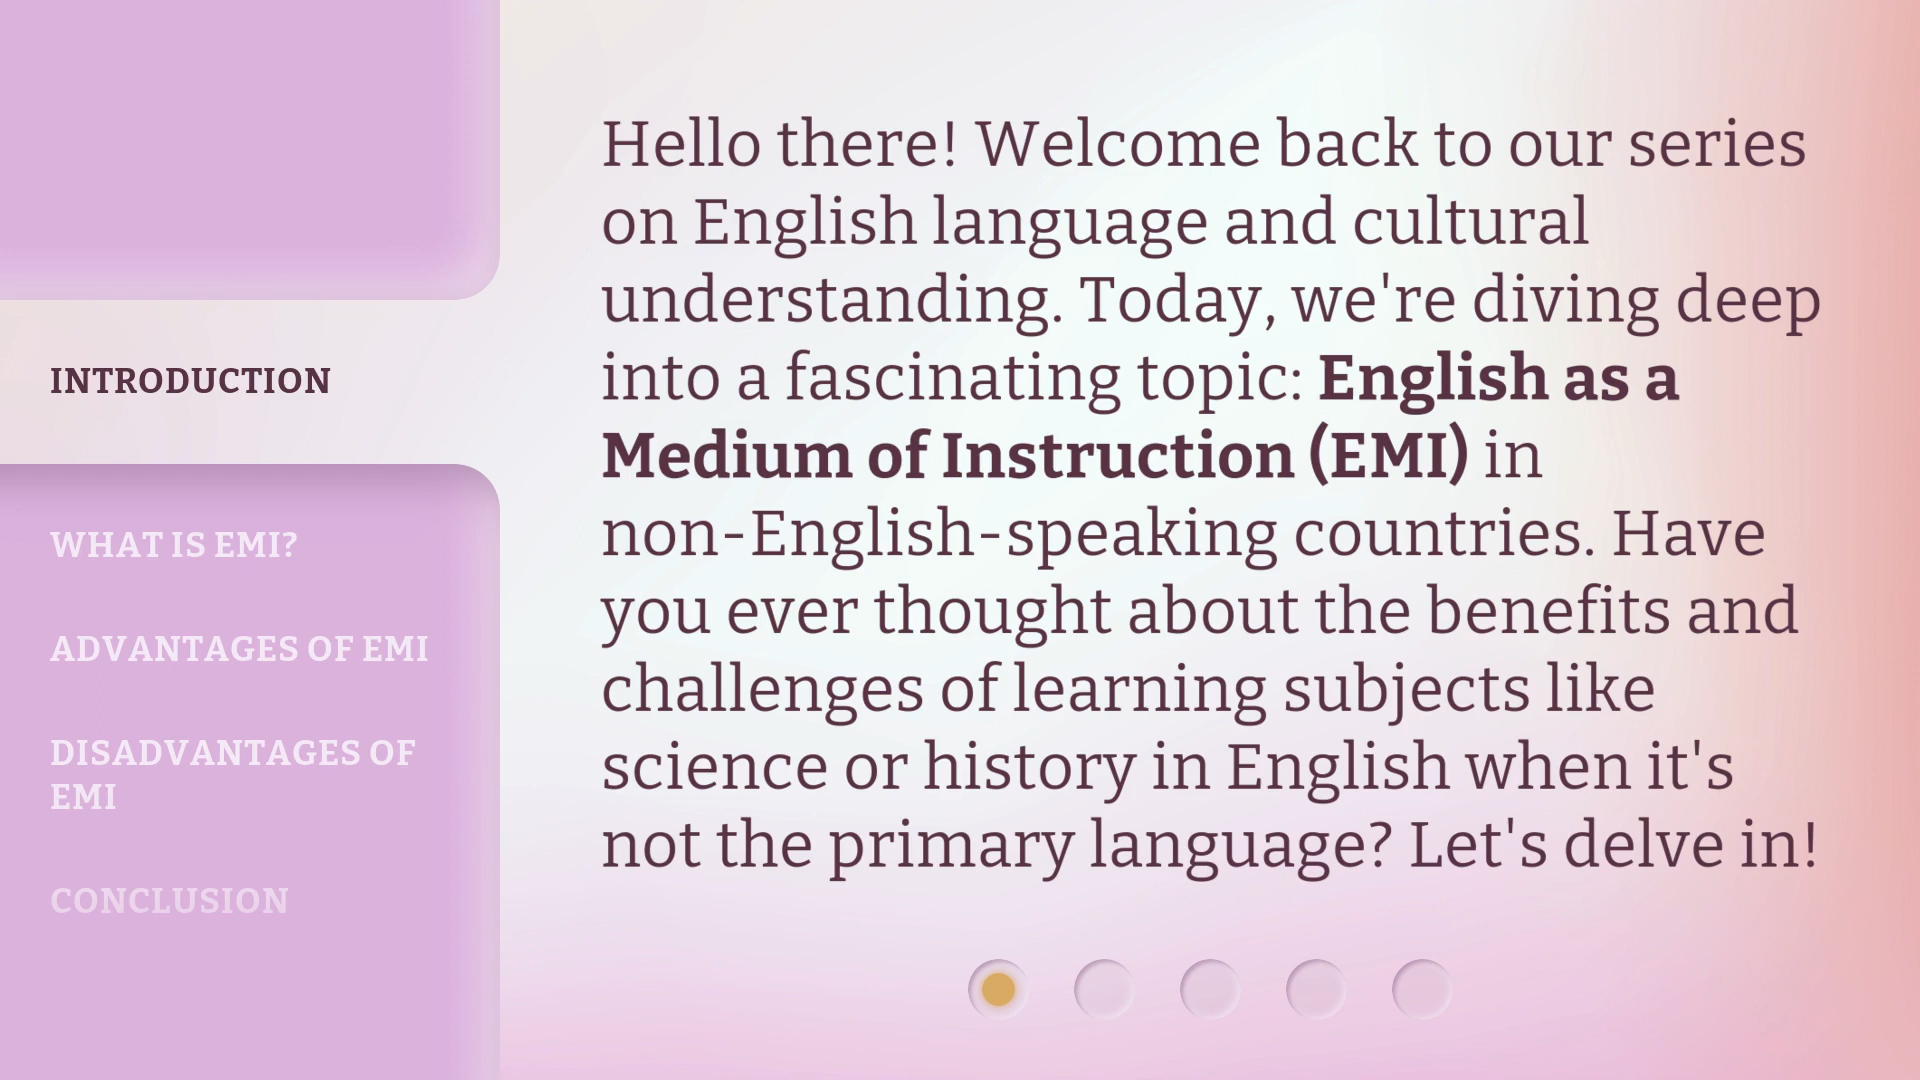 INTRODUCTION
WHAT IS EMI?
ADVANTAGES OF EMI
DISADVANTAGES OF
EMI
CONCLUSION
Hello there! Welcome back to our series
on English language and cultural
understanding. Today, we're diving deep
into a fascinating topic: English as a
Medium of Instruction (EMI) in
non-English-speaking countries. Have
you ever thought about the benefits and
challenges of learning subjects like
science or history in English when it's
not the primary language? Let's delve in!